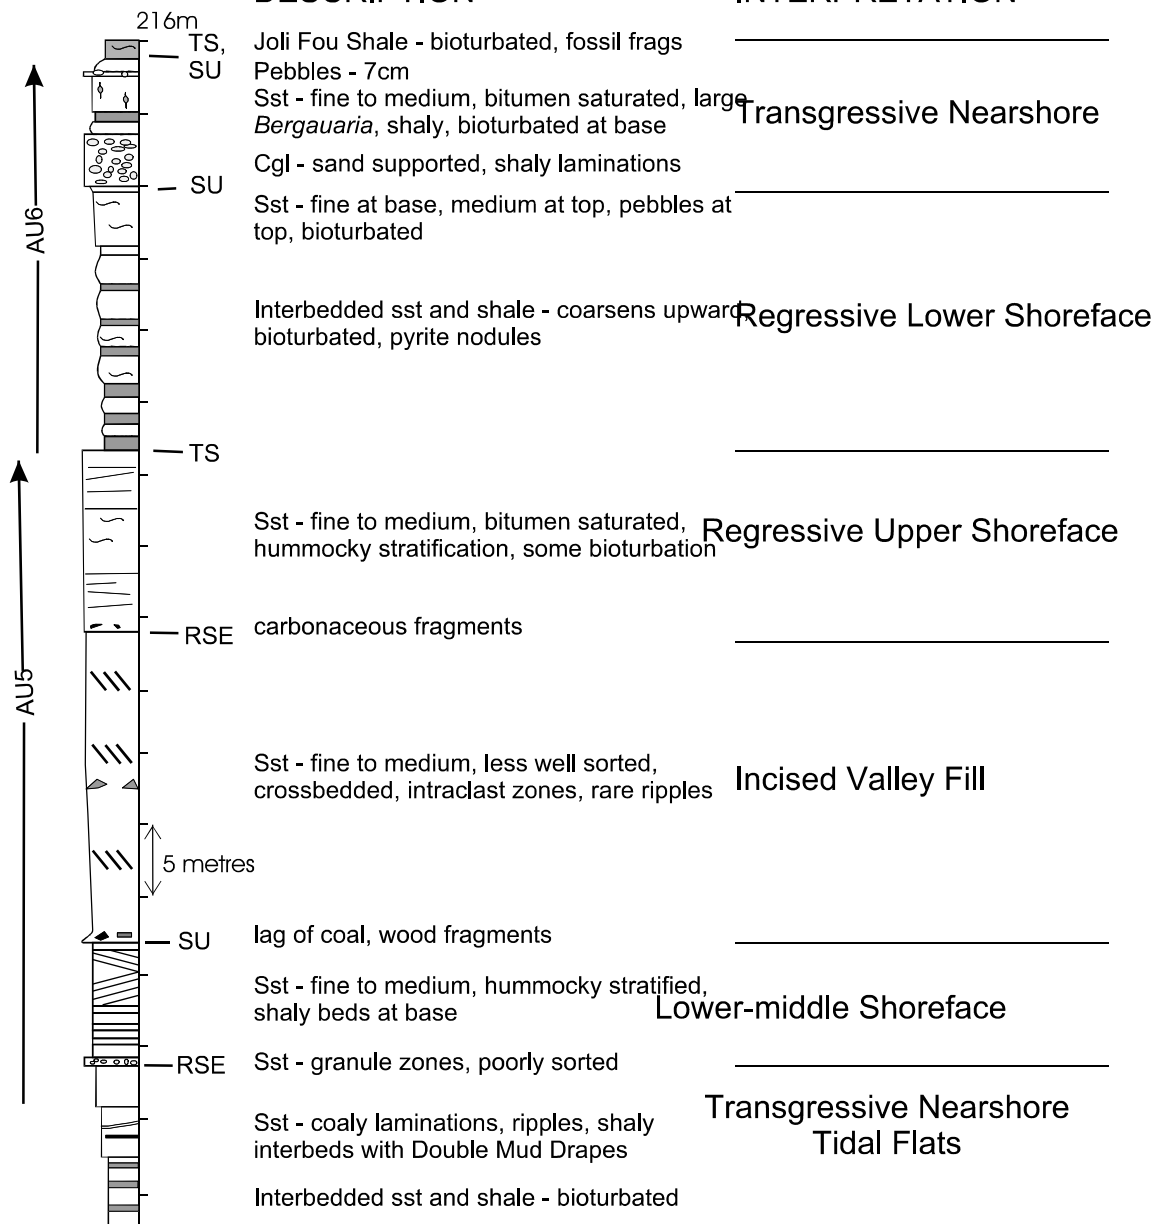 DESCRIPTION
INTERPRETATION
216m
TS,
SU
Joli Fou Shale - bioturbated, fossil frags
Pebbles - 7cm
Sst - fine to medium, bitumen saturated, large
Bergauaria, shaly, bioturbated at base
Transgressive Nearshore
Cgl - sand supported, shaly laminations
SU
Sst - fine at base, medium at top, pebbles at
top, bioturbated
AU6
Interbedded sst and shale - coarsens upward,
bioturbated, pyrite nodules
Regressive Lower Shoreface
TS
Sst - fine to medium, bitumen saturated,
hummocky stratification, some bioturbation
Regressive Upper Shoreface
RSE
carbonaceous fragments
AU5
Sst - fine to medium, less well sorted,
crossbedded, intraclast zones, rare ripples
Incised Valley Fill
5 metres
SU
lag of coal, wood fragments
Sst - fine to medium, hummocky stratified,
shaly beds at base
Lower-middle Shoreface
RSE
Sst - granule zones, poorly sorted
Sst - coaly laminations, ripples, shaly
interbeds with Double Mud Drapes
Transgressive Nearshore
Tidal Flats
Interbedded sst and shale - bioturbated